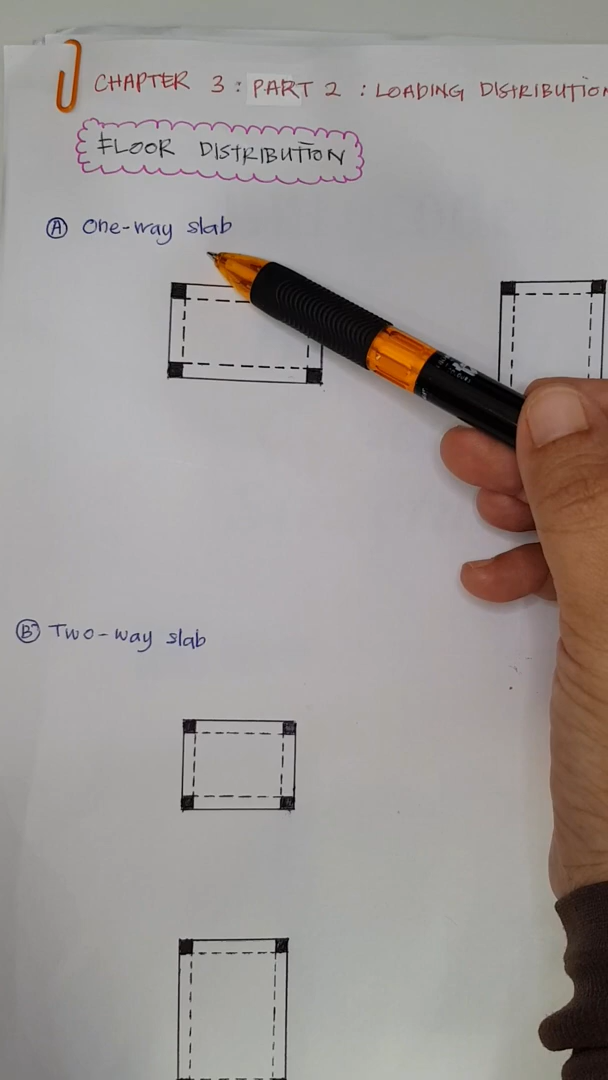 CHAPTER 3 : PART 2 : LOADING DISTRIBUTION
FLOOR DISTRIBUTION
A One-way slab
B Two-way slab